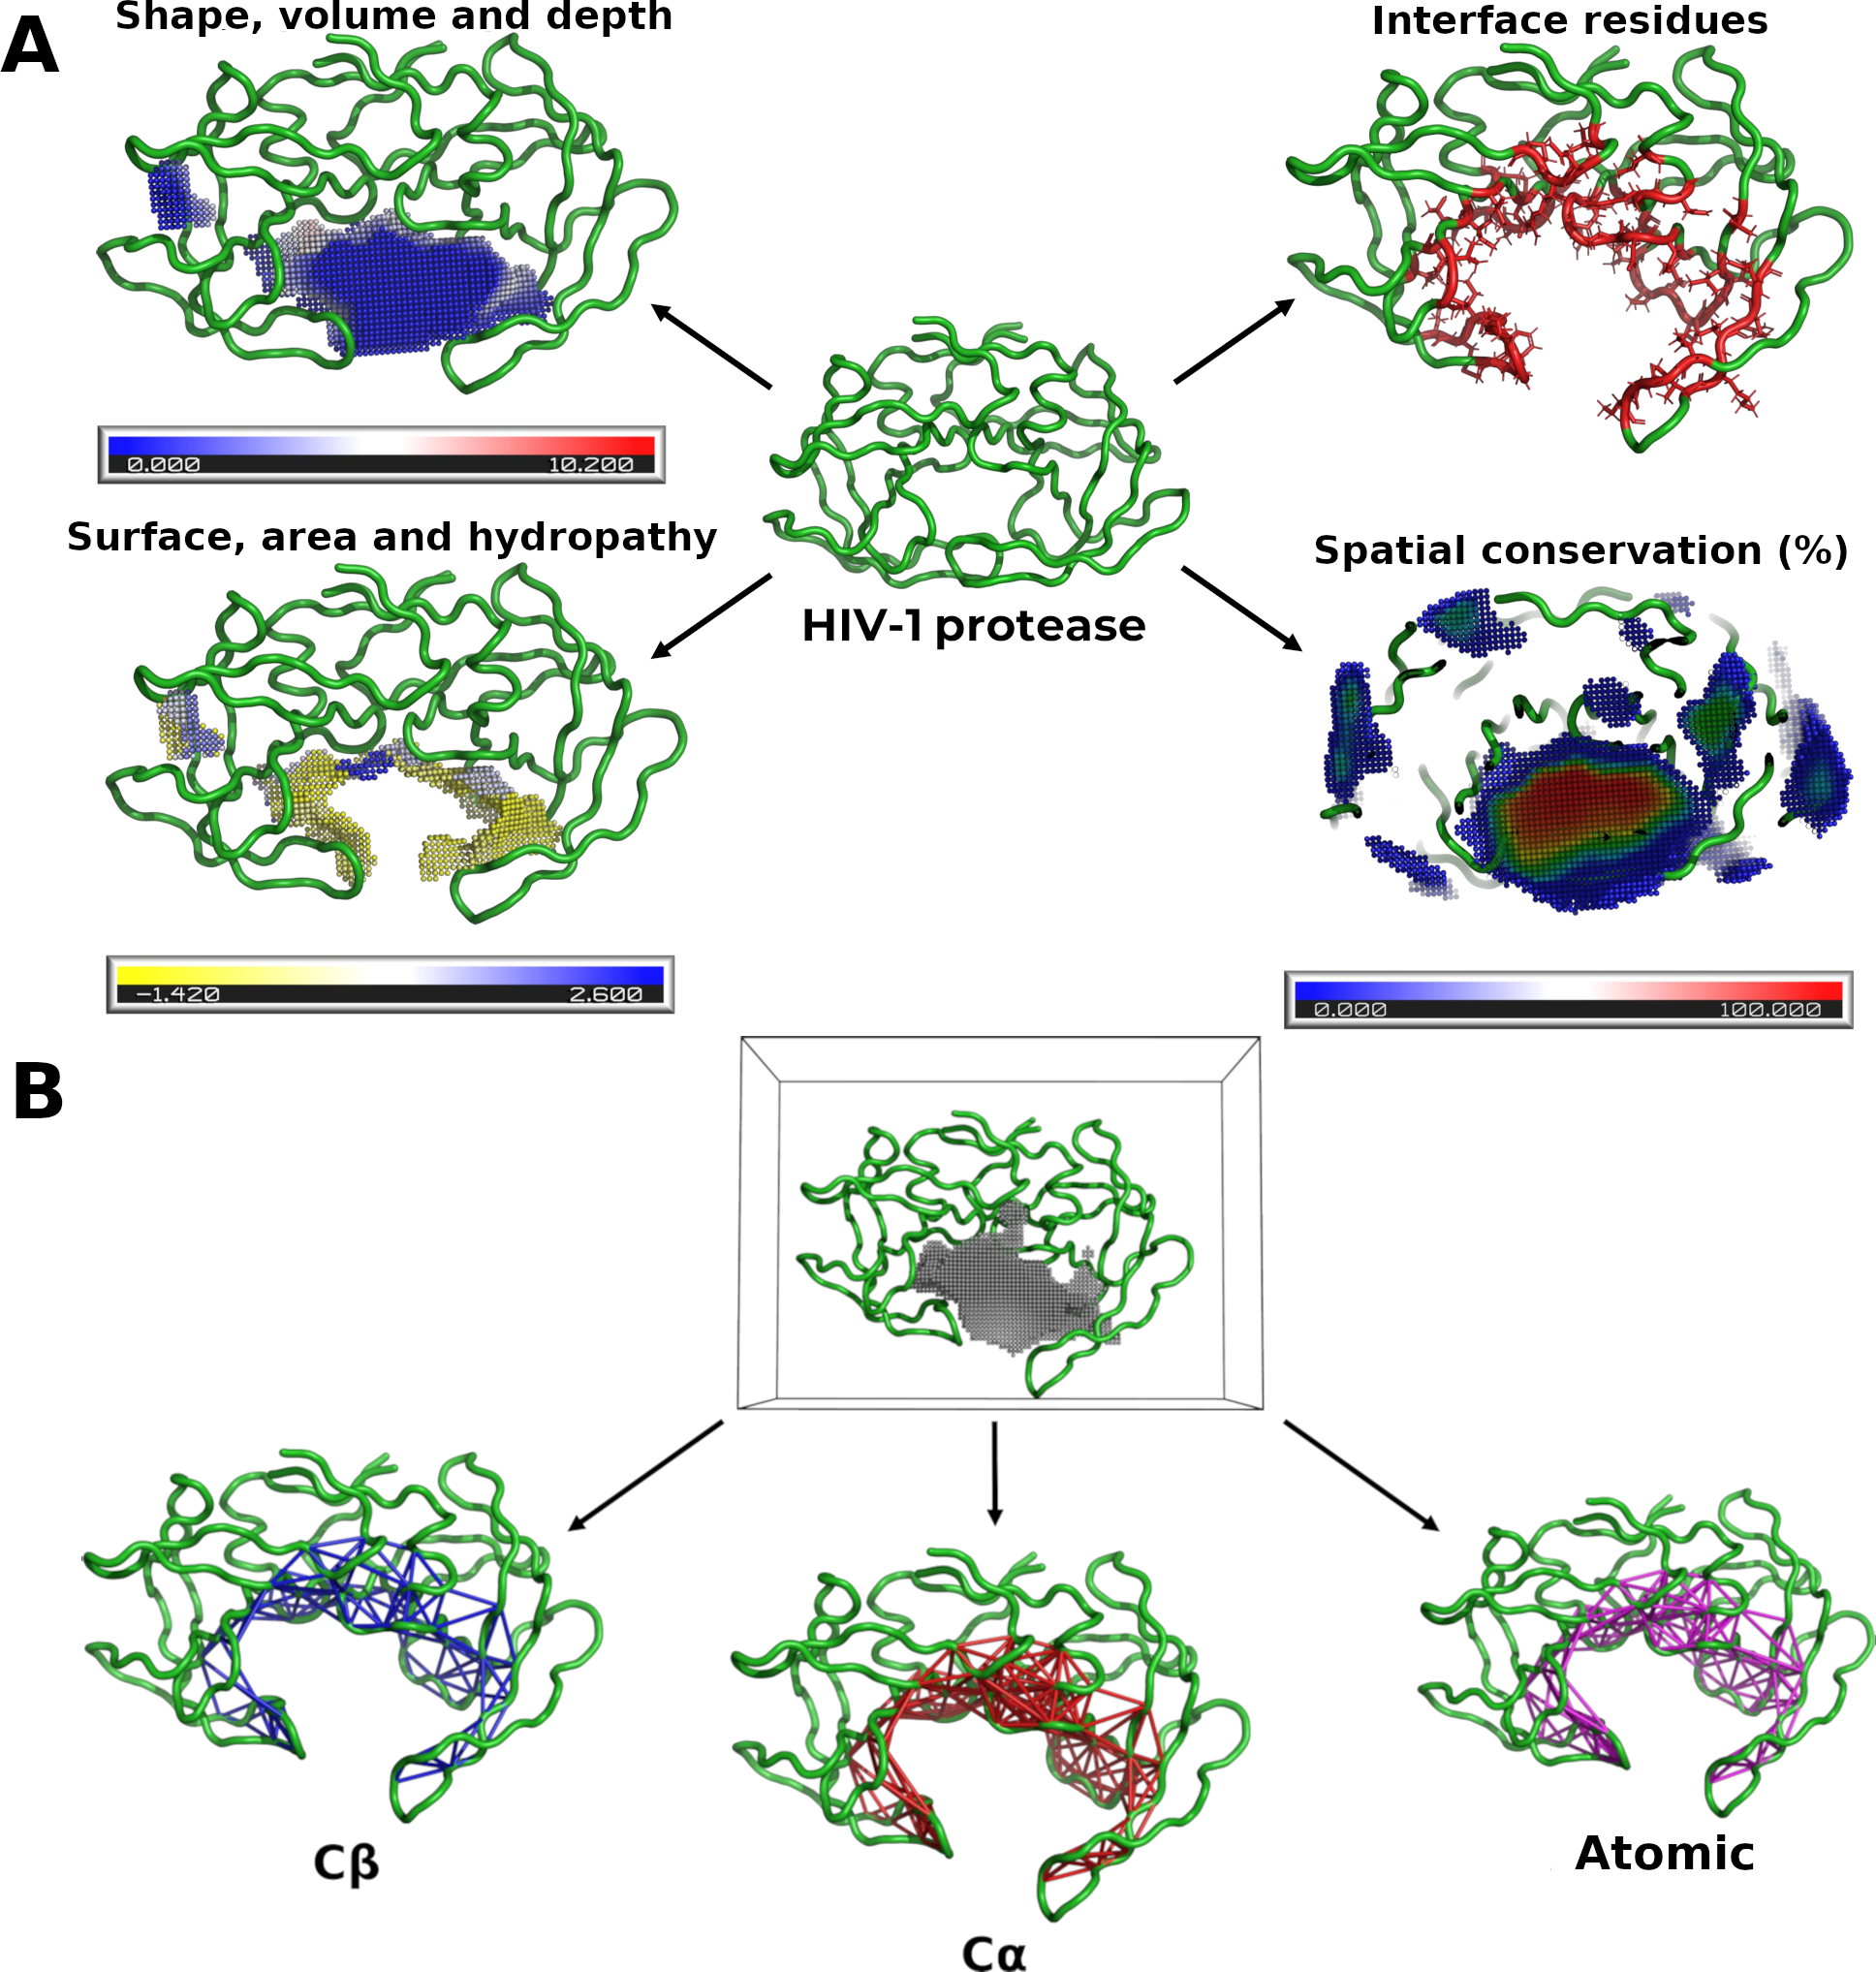 A
Shape, volume and depth
Interface residues
0.000 10.200
Surface, area and hydropathy
HIV-1 protease
Spatial conservation (%)
-1.420 2.600
0.000 100.000
B
Cβ
Cα
Atomic